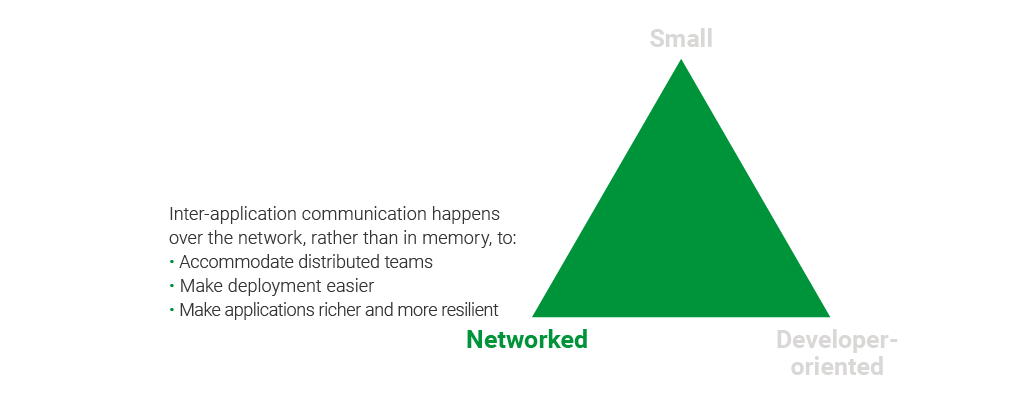 Small
Inter-application communication happens
over the network, rather than in memory, to:
• Accommodate distributed teams
• Make deployment easier
• Make applications richer and more resilient
Networked
Developer-
oriented